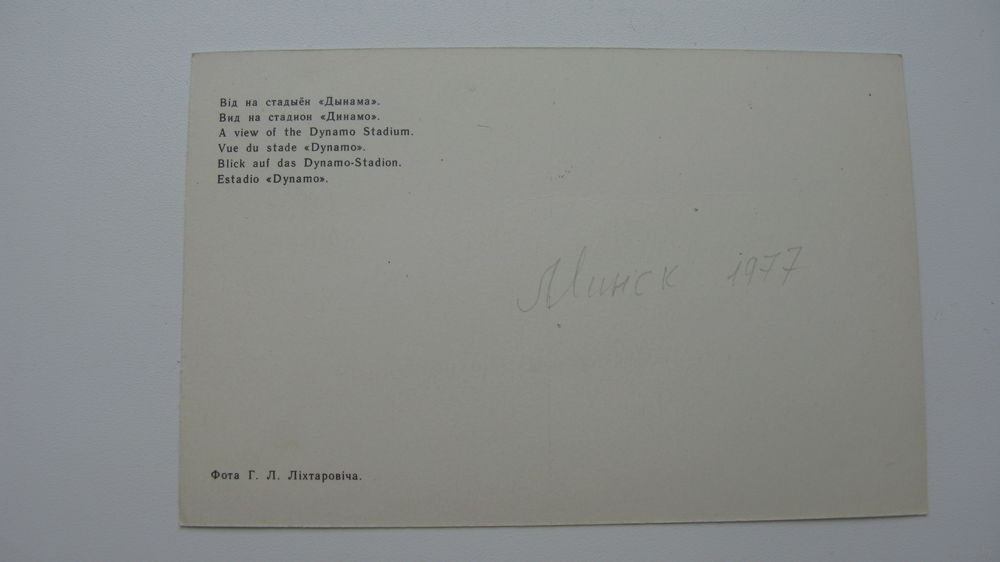 Від на стадыён «Дынама».
Вид на стадион «Динамо».
A view of the Dynamo Stadium.
Vue du stade «Dynamo».
Blick auf das Dynamo-Stadion.
Estadio «Dynamo».
Минск 1977
Фота Г. Л. Ліхтаровіча.